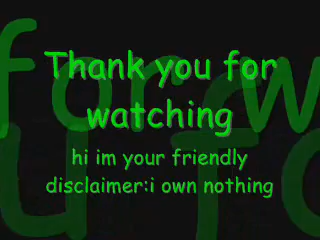 Thank you for
watching
hi im your friendly
disclaimer:i own nothing